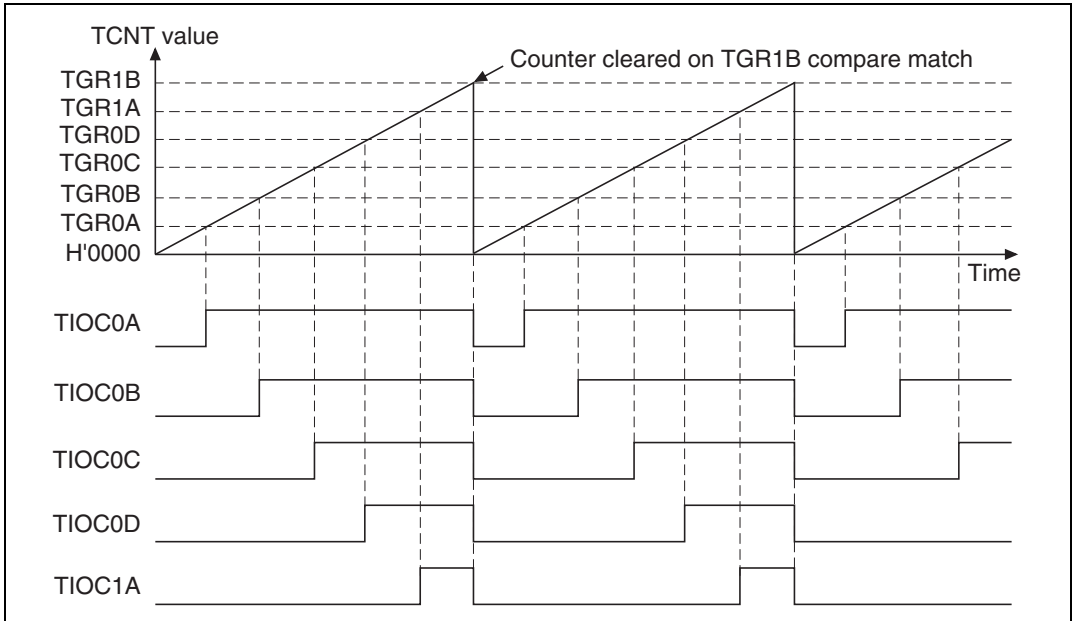 TCNT value
Counter cleared on TGR1B compare match
TGR1B
TGR1A
TGR0D
TGR0C
TGR0B
TGR0A
H'0000
Time
TIOC0A
TIOC0B
TIOC0C
TIOC0D
TIOC1A